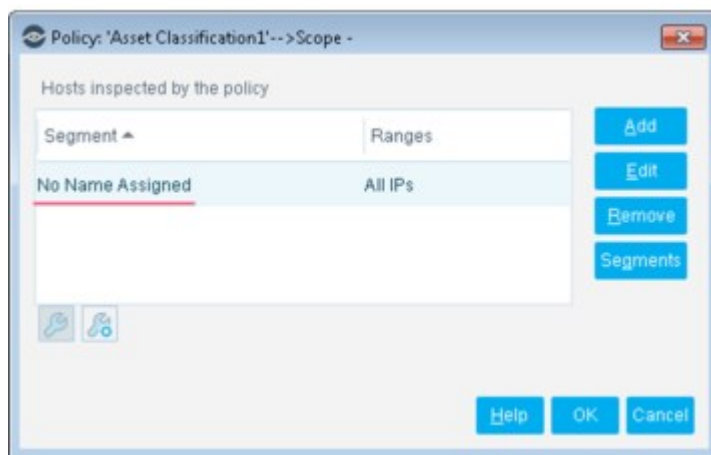 Policy: 'Asset Classification1'-->Scope -
Hosts inspected by the policy
Segment Ranges
No Name Assigned All IPs
Add
Edit
Remove
Segments
Help OK Cancel